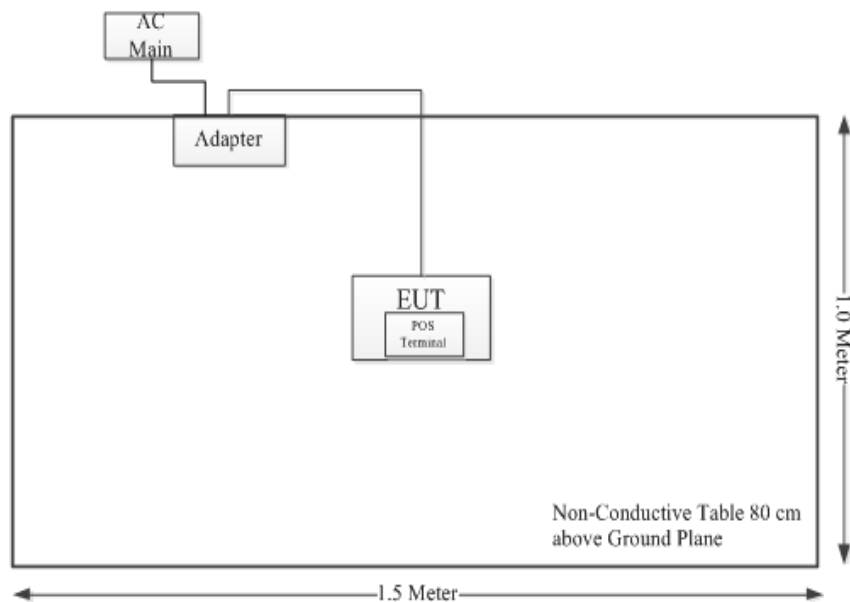 AC
Main
Adapter
EUT
POS
Terminal
1.0 Meter
Non-Conductive Table 80 cm
above Ground Plane
1.5 Meter